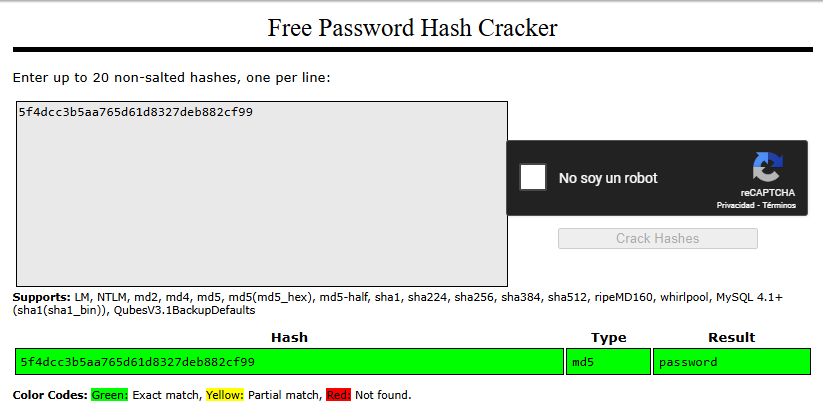 Free Password Hash Cracker
Enter up to 20 non-salted hashes, one per line:
5f4dcc3b5aa765d61d8327deb882cf99
No soy un robot
reCAPTCHA
Privacidad - Términos
Crack Hashes
Supports: LM, NTLM, md2, md4, md5, md5(md5_hex), md5-half, sha1, sha224, sha256, sha384, sha512, ripeMD160, whirlpool, MySQL 4.1+
(sha1(sha1_bin)), QubesV3.1BackupDefaults
Hash Type Result
5f4dcc3b5aa765d61d8327deb882cf99 md5 password
Color Codes: Green: Exact match, Yellow: Partial match, Red: Not found.